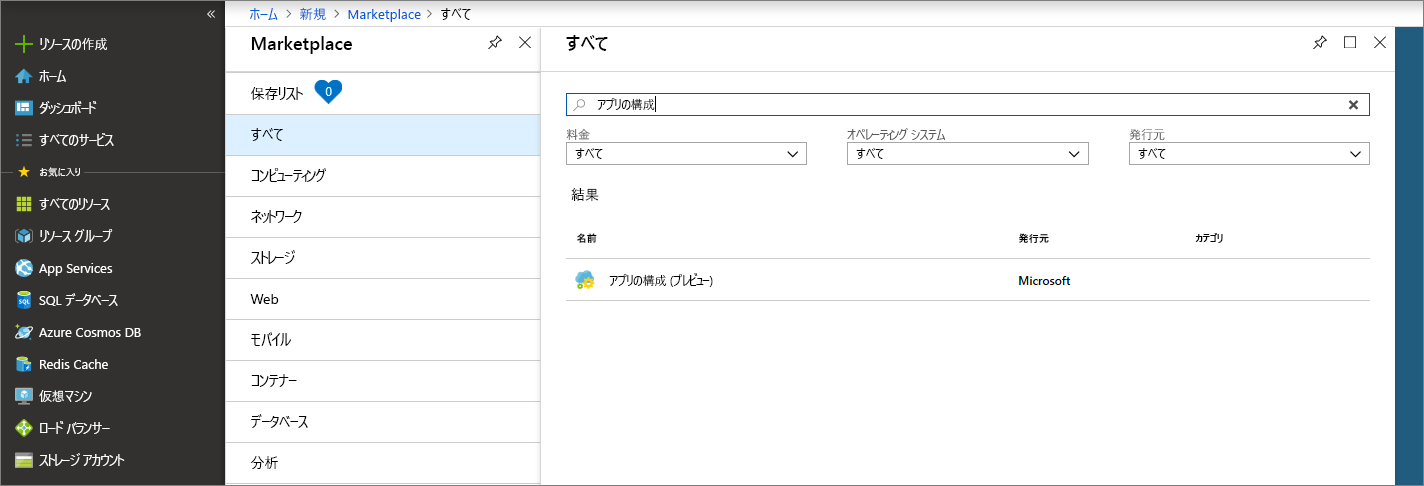 «
リソースの作成
ホーム
ダッシュボード
すべてのサービス
お気に入り
すべてのリソース
リソース グループ
App Services
SQL データベース
Azure Cosmos DB
Redis Cache
仮想マシン
ロード バランサー
ストレージ アカウント
ホーム > 新規 > Marketplace > すべて
Marketplace
保存リスト 0
すべて
コンピューティング
ネットワーク
ストレージ
Web
モバイル
コンテナー
データベース
分析
すべて
アプリの構成
料金 オペレーティング システム 発行元
すべて すべて すべて
結果
名前 発行元 カテゴリ
アプリの構成 (プレビュー) Microsoft